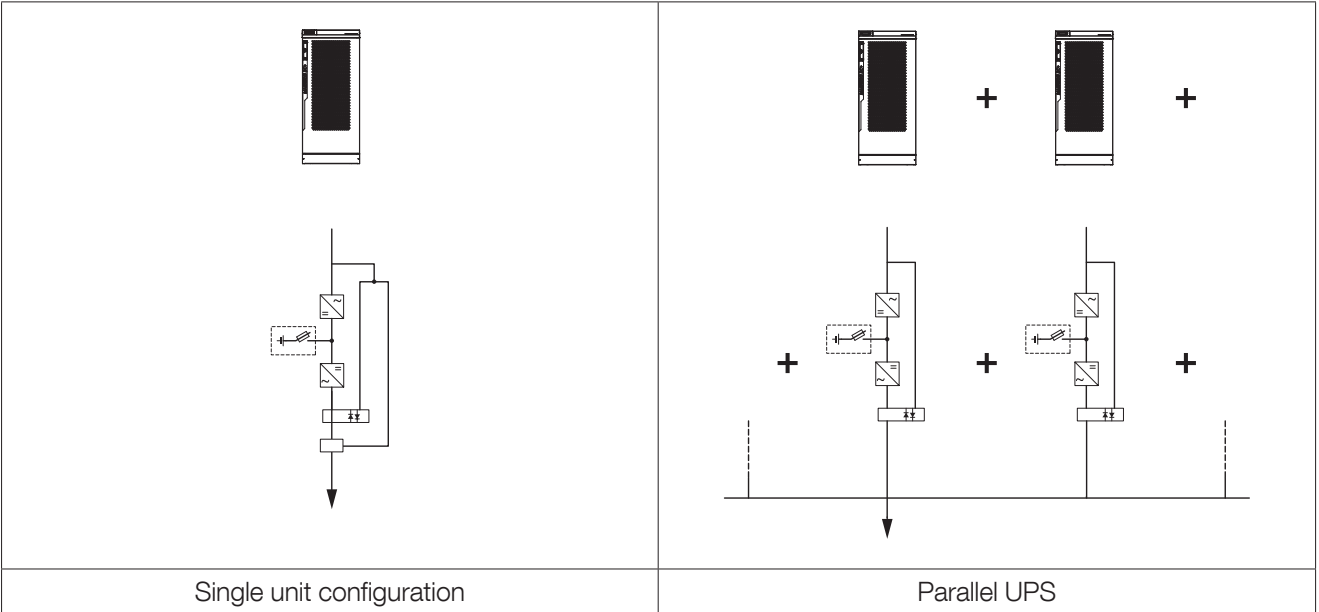 + +
+ + +
Single unit configuration
Parallel UPS